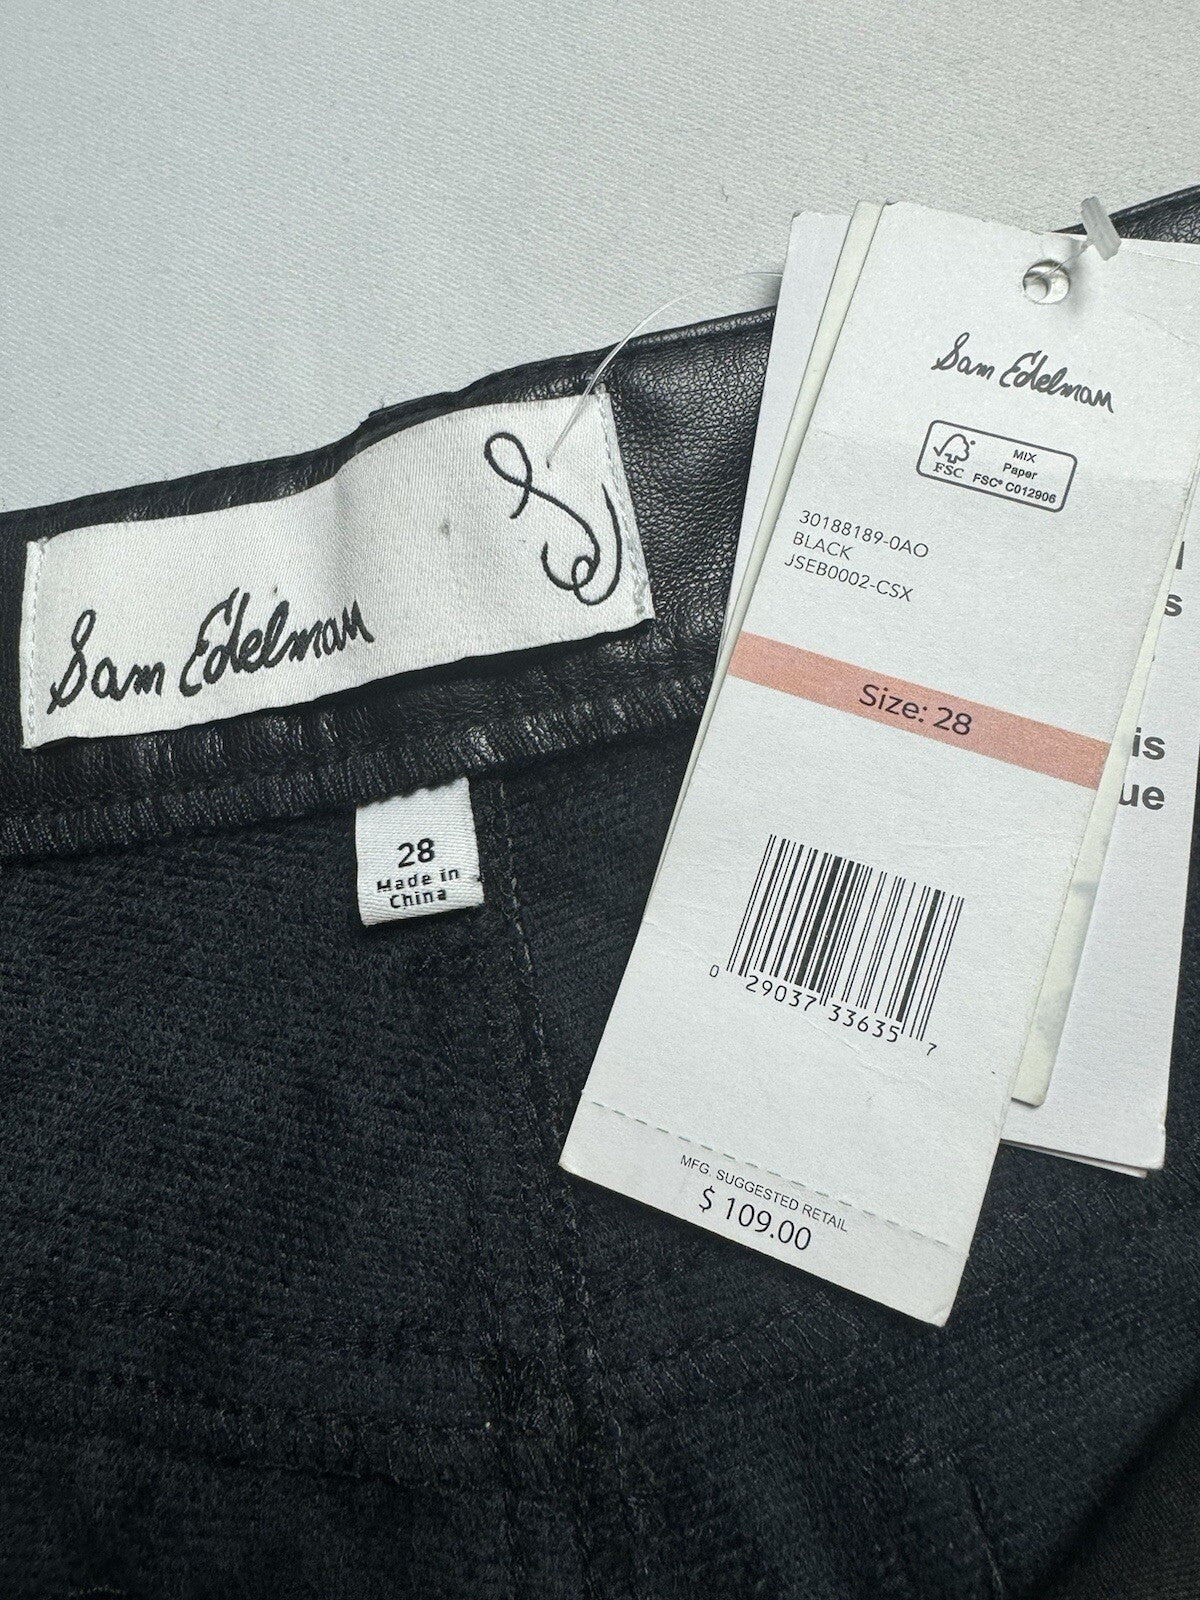 Sam Edelman
28
Made in
China
Sam Edelman
FSC
MIX
Paper
FSC® C012906
30188189-0AO
BLACK
JSEB0002-CSX
Size: 28
0 29037 33635 7
MFG. SUGGESTED RETAIL
$ 109.00
is
ue